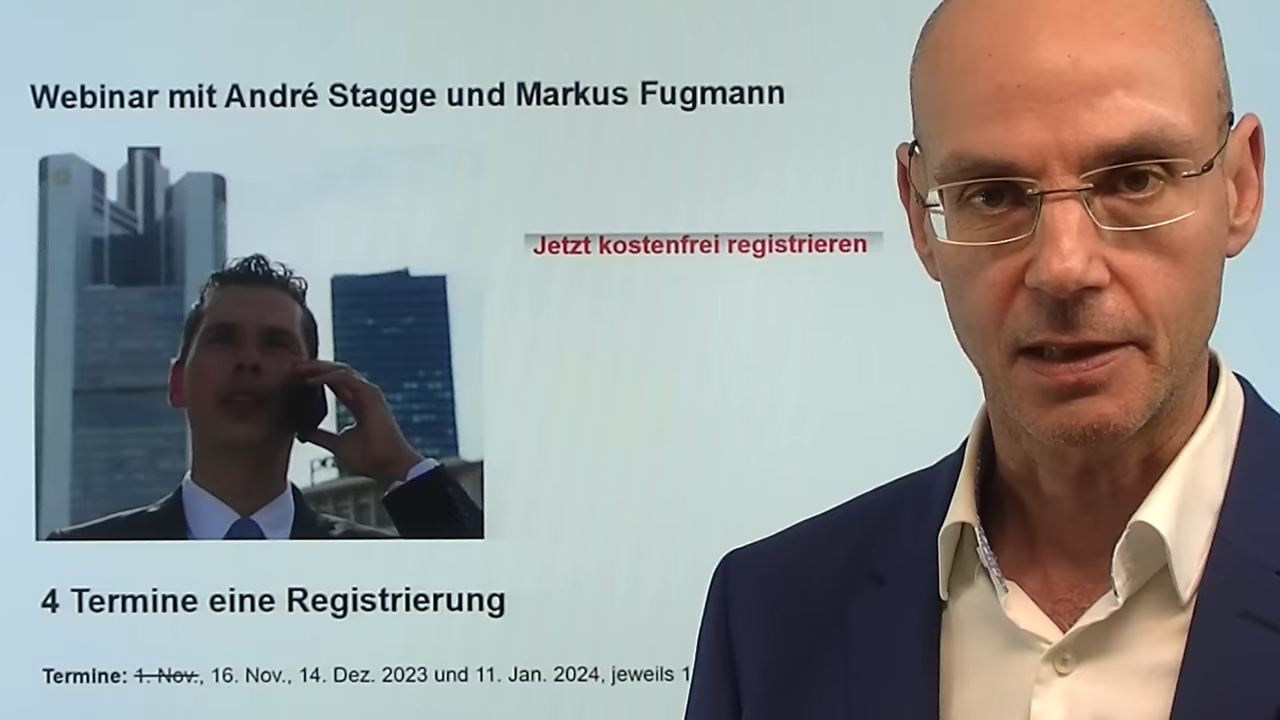 Webinar mit André Stagge und Markus Fugmann
Jetzt kostenfrei registrieren
4 Termine eine Registrierung
Termine: 1. Nov., 16. Nov., 14. Dez. 2023 und 11. Jan. 2024, jeweils